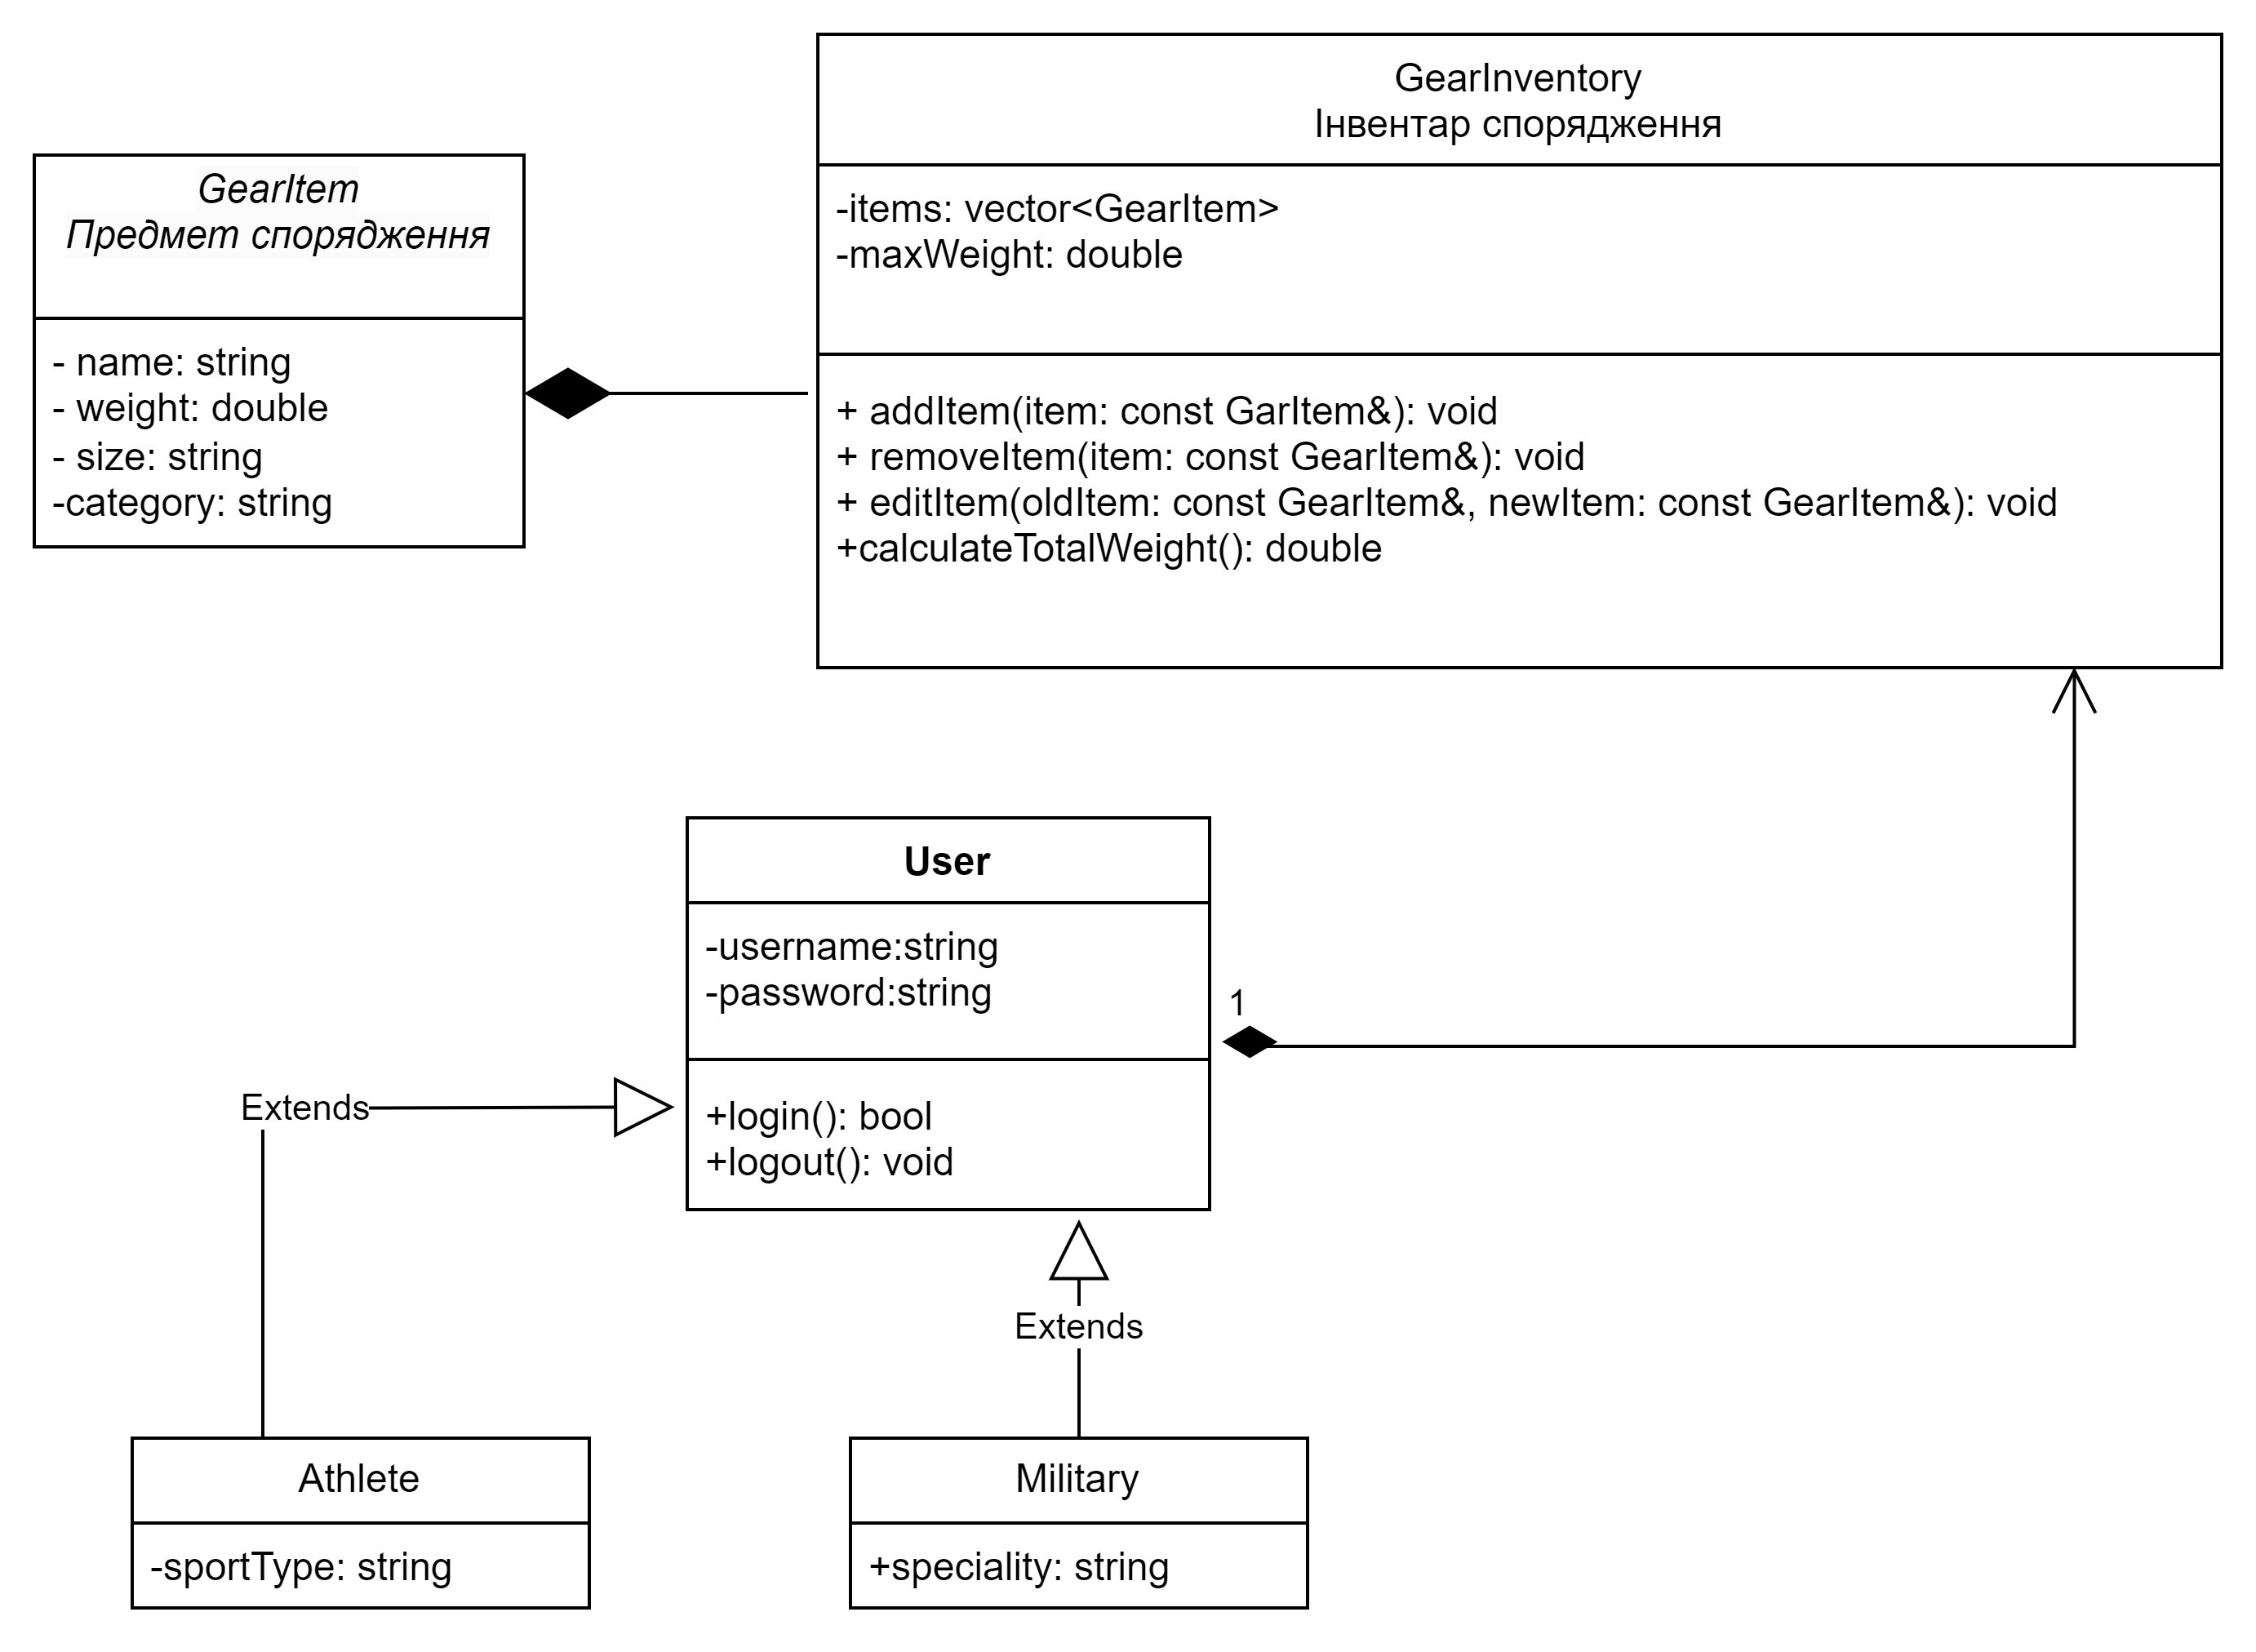 GearItem
Предмет спорядження
- name: string
- weight: double
- size: string
-category: string
GearInventory
Інвентар спорядження
-items: vector<GearItem>
-maxWeight: double
+ addItem(item: const GarItem&): void
+ removeItem(item: const GearItem&): void
+ editItem(oldItem: const GearItem&, newItem: const GearItem&): void
+calculateTotalWeight(): double
User
-username:string
-password:string
+login(): bool
+logout(): void
1
Extends
Extends
Athlete
-sportType: string
Military
+speciality: string